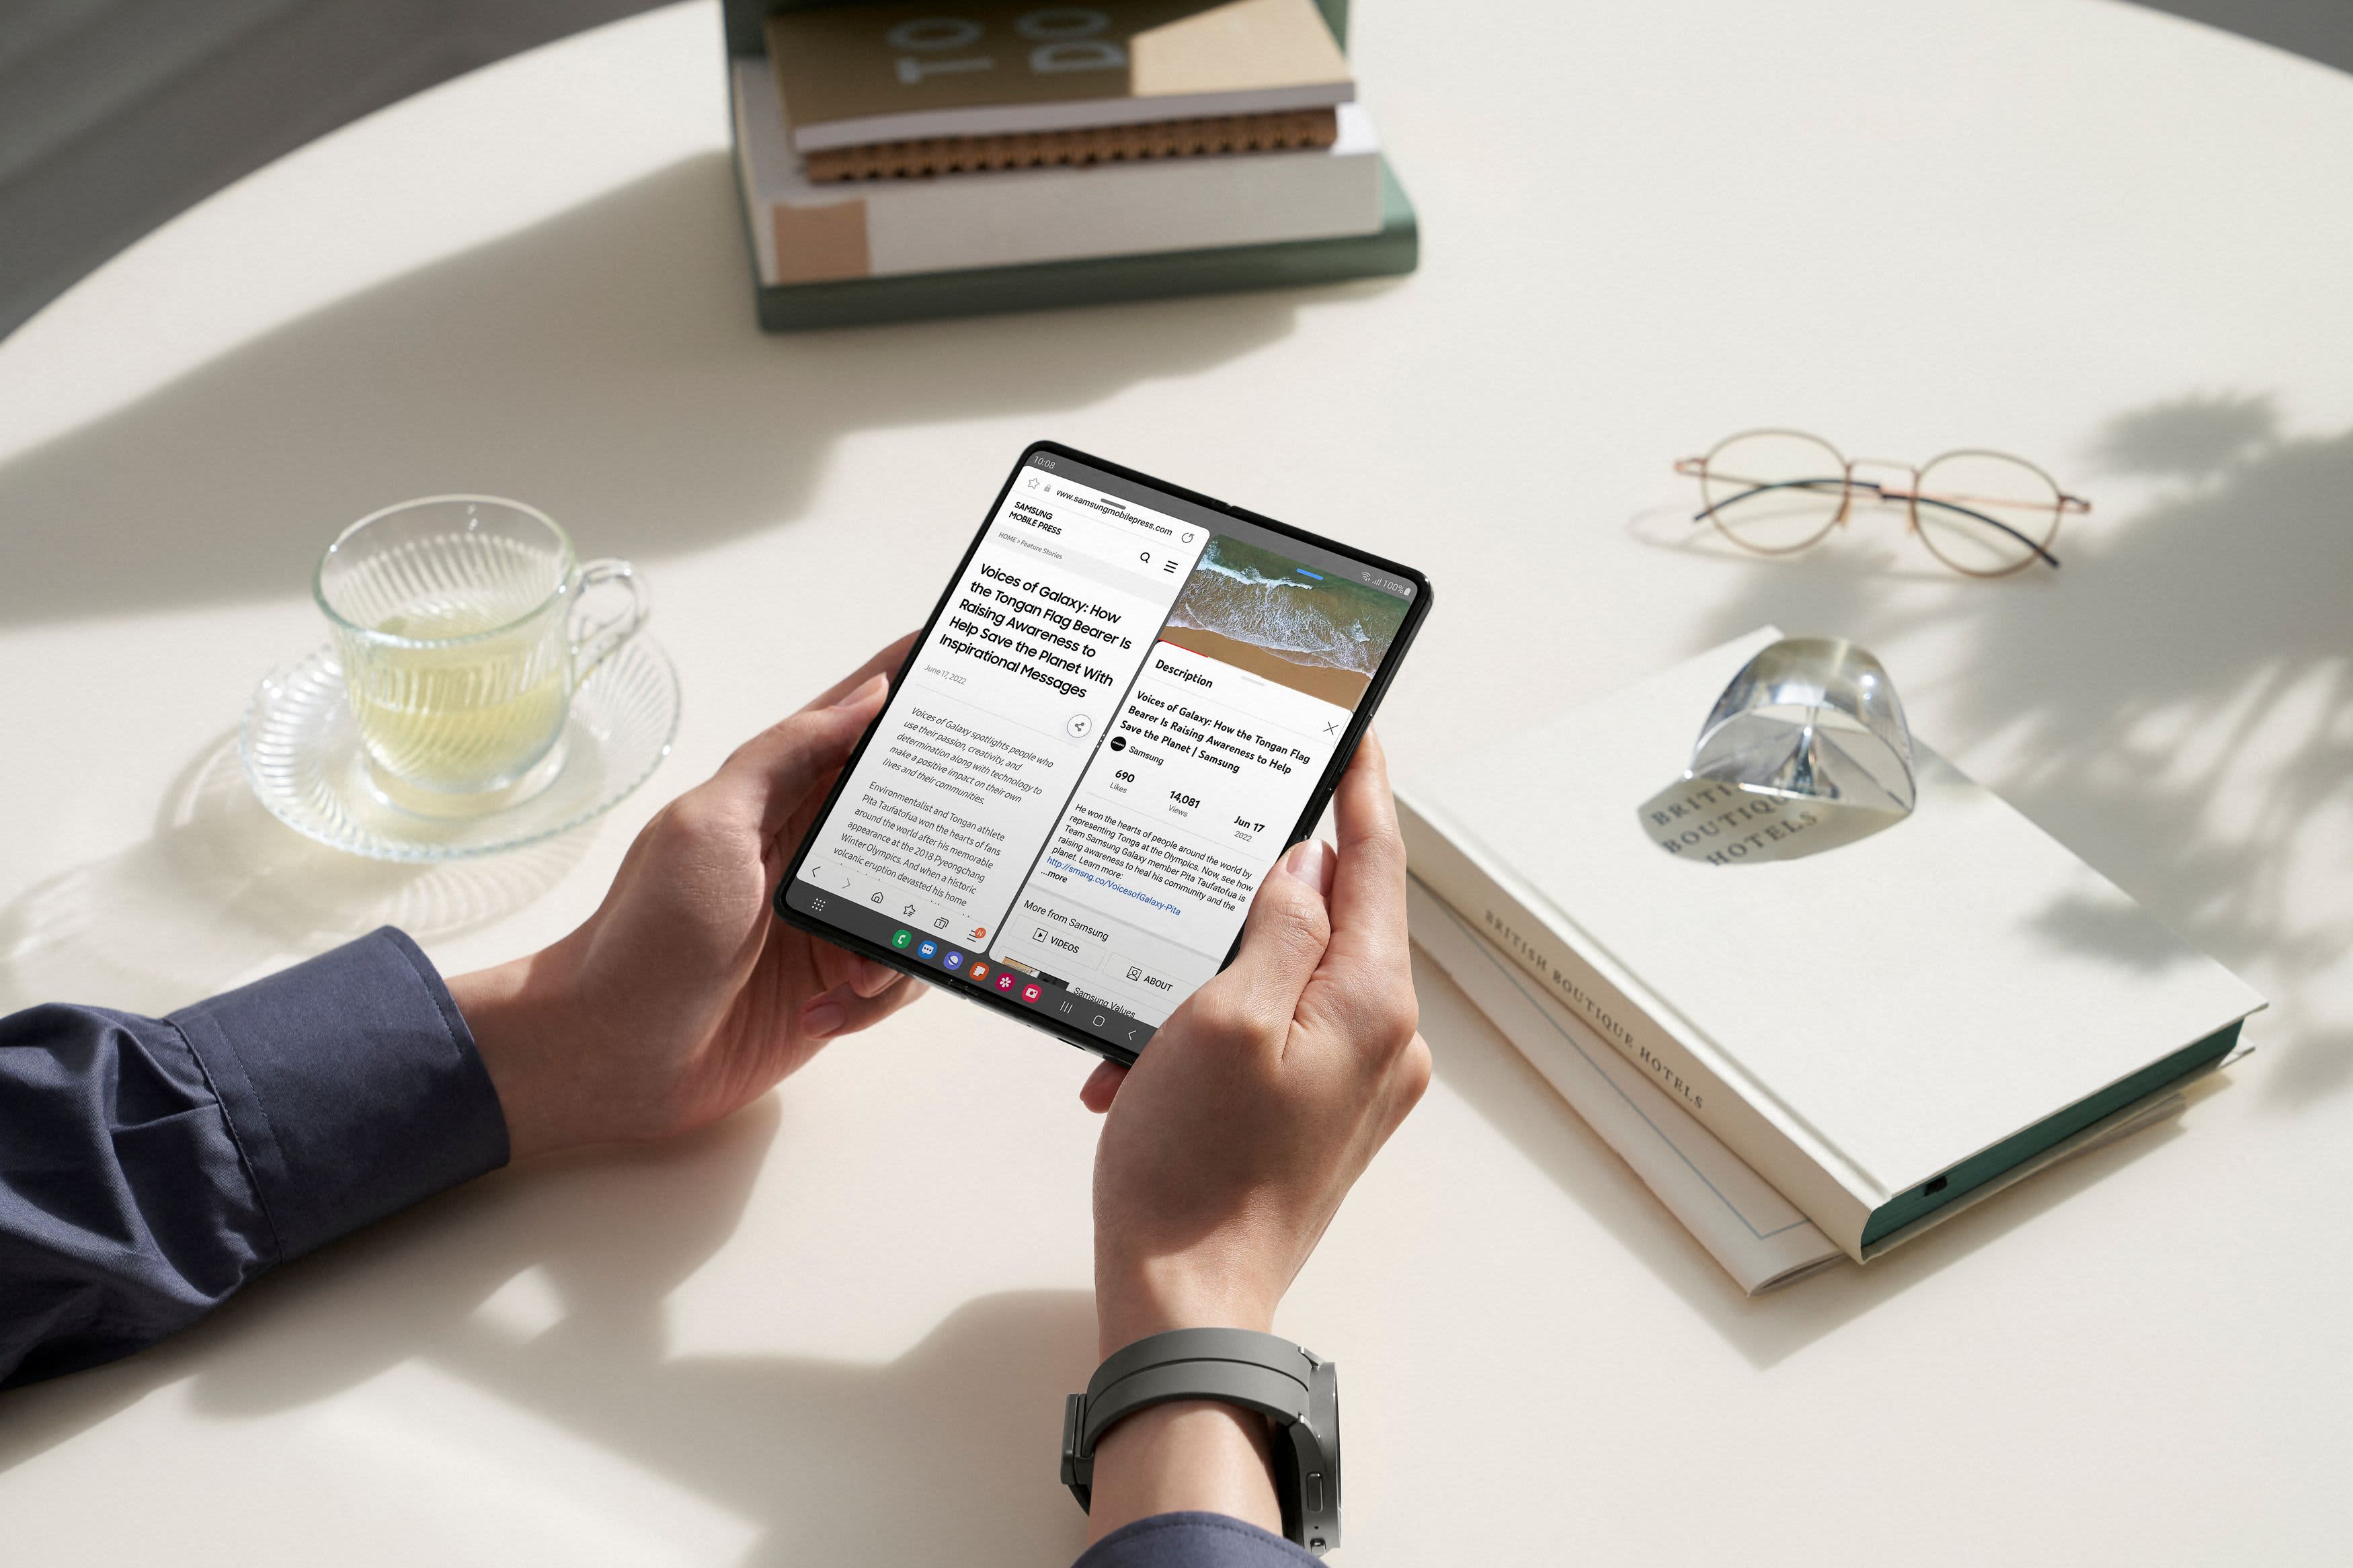 TO
DO
10:08
100%
www.samsungmobilepress.com
SAMSUNG
MOBILE PRESS
HOME > Feature Stories
Voices of Galaxy: How
the Tongan Flag Bearer Is
Raising Awareness to
Help Save the Planet With
Inspirational Messages
June 17, 2022
Voices of Galaxy spotlights people who
use their passion, creativity, and
determination along with technology to
make a positive impact on their own
lives and their communities.
Environmentalist and Tongan athlete
Pita Taufatofua won the hearts of fans
around the world after his memorable
appearance at the 2018 Pyeongchang
Winter Olympics. And when a historic
volcanic eruption devasted his home
Description
Voices of Galaxy: How the Tongan Flag
Bearer Is Raising Awareness to Help
Save the Planet | Samsung
Samsung
690
Likes
14,081
Views
Jun 17
2022
He won the hearts of people around the world by
representing Tonga at the Olympics. Now, see how
Team Samsung Galaxy member Pita Taufatofua is
raising awareness to heal his community and the
planet. Learn more:
http://smsng.co/VoicesofGalaxy-Pita
...more
More from Samsung
VIDEOS
ABOUT
Samsung Values
BRITI
BOUTIQU
HOTELS
BRITISH BOUTIQUE HOTELS